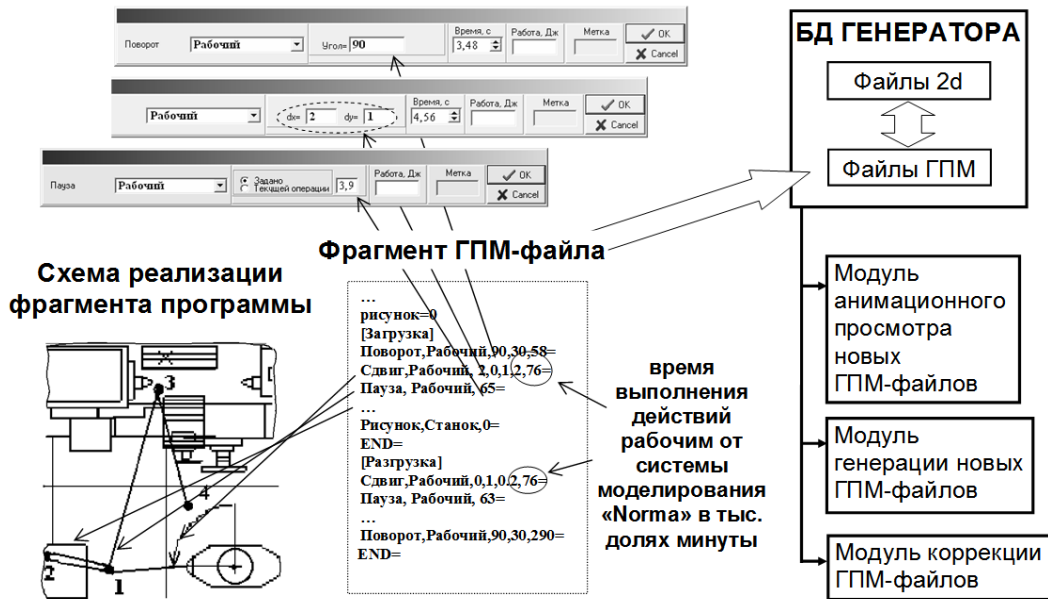 Поворот Рабочий Угол= 90 Время, с 3,48 Работа, Дж Метка OK
Cancel
Рабочий dx= 2 dy= 1 Время, с 4,56 Работа, Дж Метка OK
Cancel
Пауза Рабочий Задано
Текущей операции 3,9 Работа, Дж Метка OK
Cancel
БД ГЕНЕРАТОРА
Файлы 2d
Файлы ГПМ
Фрагмент ГПМ-файла
Схема реализации
фрагмента программы
3
4
2
1
...
рисунок=0
[Загрузка]
Поворот,Рабочий,90,30,58=
Сдвиг,Рабочий, 2,0,1,2,76=
Пауза, Рабочий, 65=
...
Рисунок,Станок,0=
END=
[Разгрузка]
Сдвиг,Рабочий,0,1,0.2,76=
Пауза, Рабочий, 63=
...
Поворот,Рабочий,90,30,290=
END=
время
выполнения
действий
рабочим от
системы
моделирования
«Norma» в тыс.
долях минуты
Модуль
анимационного
просмотра
новых
ГПМ-файлов
Модуль
генерации новых
ГПМ-файлов
Модуль коррекции
ГПМ-файлов